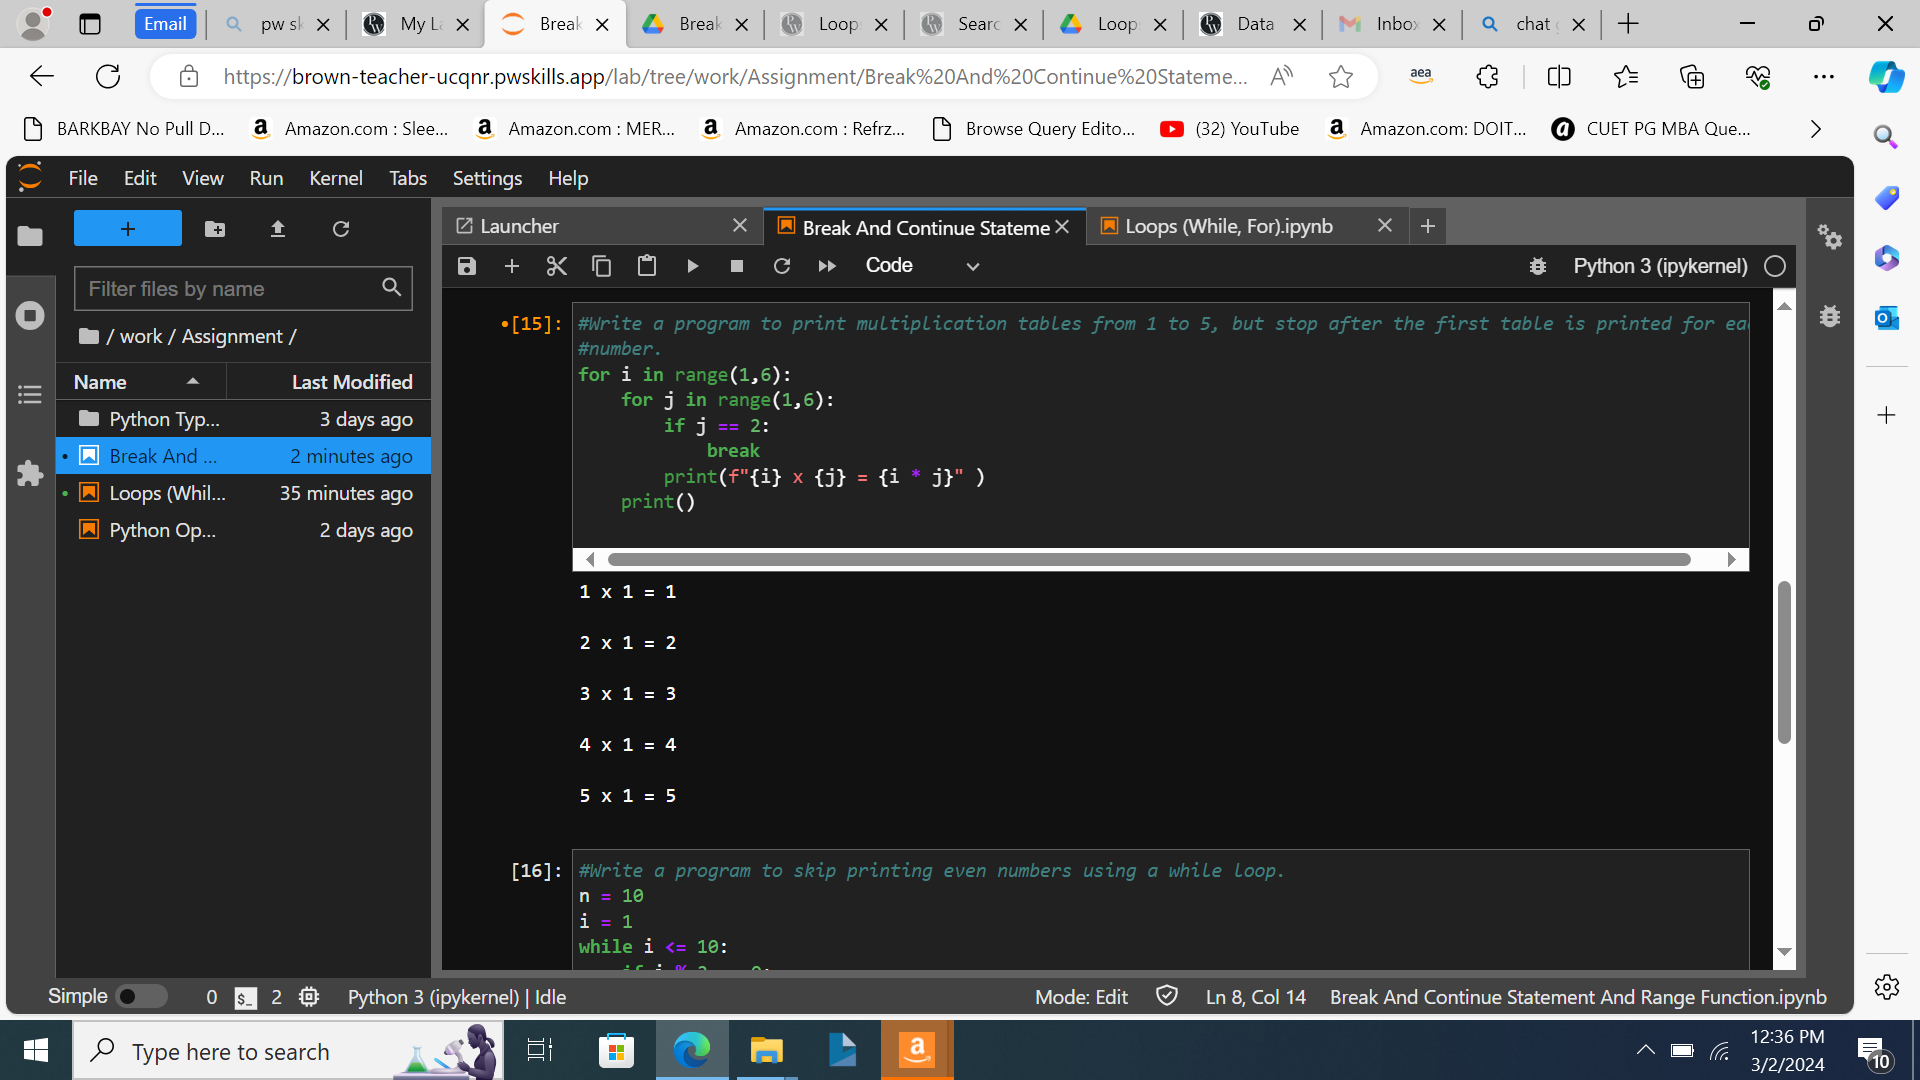 Email
pw sk
My La
Break
Break
Loop
Searc
Loop
Data
Inbox
chat g
https://brown-teacher-ucqnr.pwskills.app/lab/tree/work/Assignment/Break%20And%20Continue%20Stateme...
aea
BARKBAY No Pull D...
Amazon.com : Slee...
Amazon.com : MER...
Amazon.com : Refrz...
Browse Query Edito...
(32) YouTube
Amazon.com: DOIT...
CUET PG MBA Que...
File Edit View Run Kernel Tabs Settings Help
Launcher
Break And Continue Stateme
Loops (While, For).ipynb
Filter files by name
/ work / Assignment /
Name Last Modified
Python Typ... 3 days ago
Break And ... 2 minutes ago
Loops (Whil... 35 minutes ago
Python Op... 2 days ago
Code
Python 3 (ipykernel)
[15]:
#Write a program to print multiplication tables from 1 to 5, but stop after the first table is printed for ea
#number.
for i in range(1,6):
    for j in range(1,6):
        if j == 2:
            break
        print(f"{i} x {j} = {i * j}" )
    print()
1 x 1 = 1
2 x 1 = 2
3 x 1 = 3
4 x 1 = 4
5 x 1 = 5
[16]:
#Write a program to skip printing even numbers using a while loop.
n = 10
i = 1
while i <= 10:
Simple
0
$_
2
Python 3 (ipykernel) | Idle
Mode: Edit
Ln 8, Col 14
Break And Continue Statement And Range Function.ipynb
Type here to search
12:36 PM
3/2/2024
10